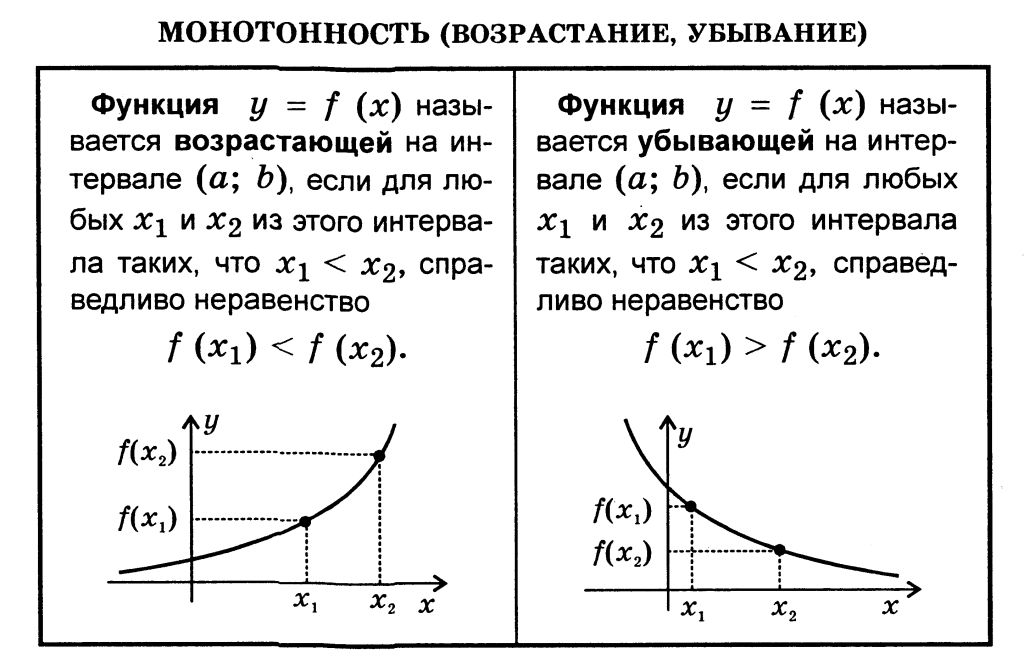 МОНОТОННОСТЬ (ВОЗРАСТАНИЕ, УБЫВАНИЕ)
Функция y = f (x) назы-
вается возрастающей на ин-
тервале (a; b), если для лю-
бых x₁ и x₂ из этого интерва-
ла таких, что x₁ < x₂, спра-
ведливо неравенство
f (x₁) < f (x₂).
y
f(x₂)
f(x₁)
x₁ x₂ x
Функция y = f (x) назы-
вается убывающей на интер-
вале (a; b), если для любых
x₁ и x₂ из этого интервала
таких, что x₁ < x₂, справед-
ливо неравенство
f (x₁) > f (x₂).
y
f(x₁)
f(x₂)
x₁ x₂ x